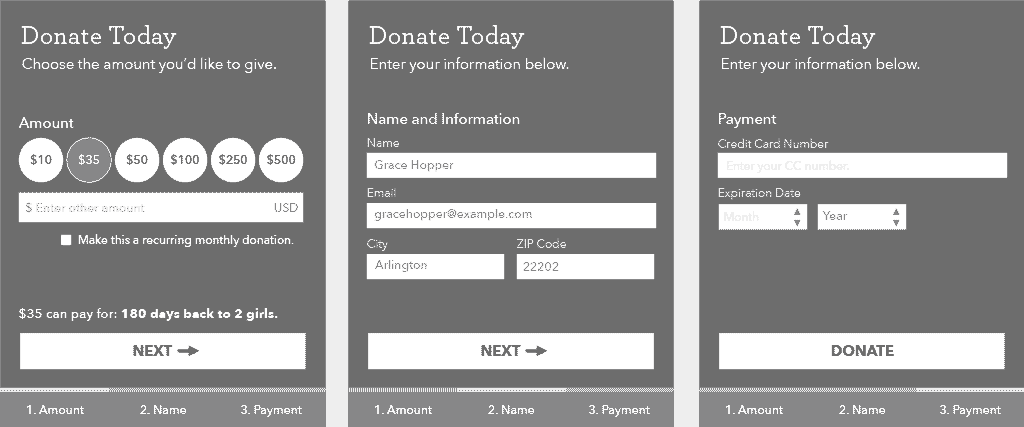 Donate Today
Choose the amount you'd like to give.
Amount
$10 $35 $50 $100 $250 $500
$ Enter other amount USD
Make this a recurring monthly donation.
$35 can pay for: 180 days back to 2 girls.
NEXT
1. Amount 2. Name 3. Payment
Donate Today
Enter your information below.
Name and Information
Name
Grace Hopper
Email
gracehopper@example.com
City ZIP Code
Arlington 22202
NEXT
1. Amount 2. Name 3. Payment
Donate Today
Enter your information below.
Payment
Credit Card Number
Enter your CC number.
Expiration Date
Month Year
DONATE
1. Amount 2. Name 3. Payment